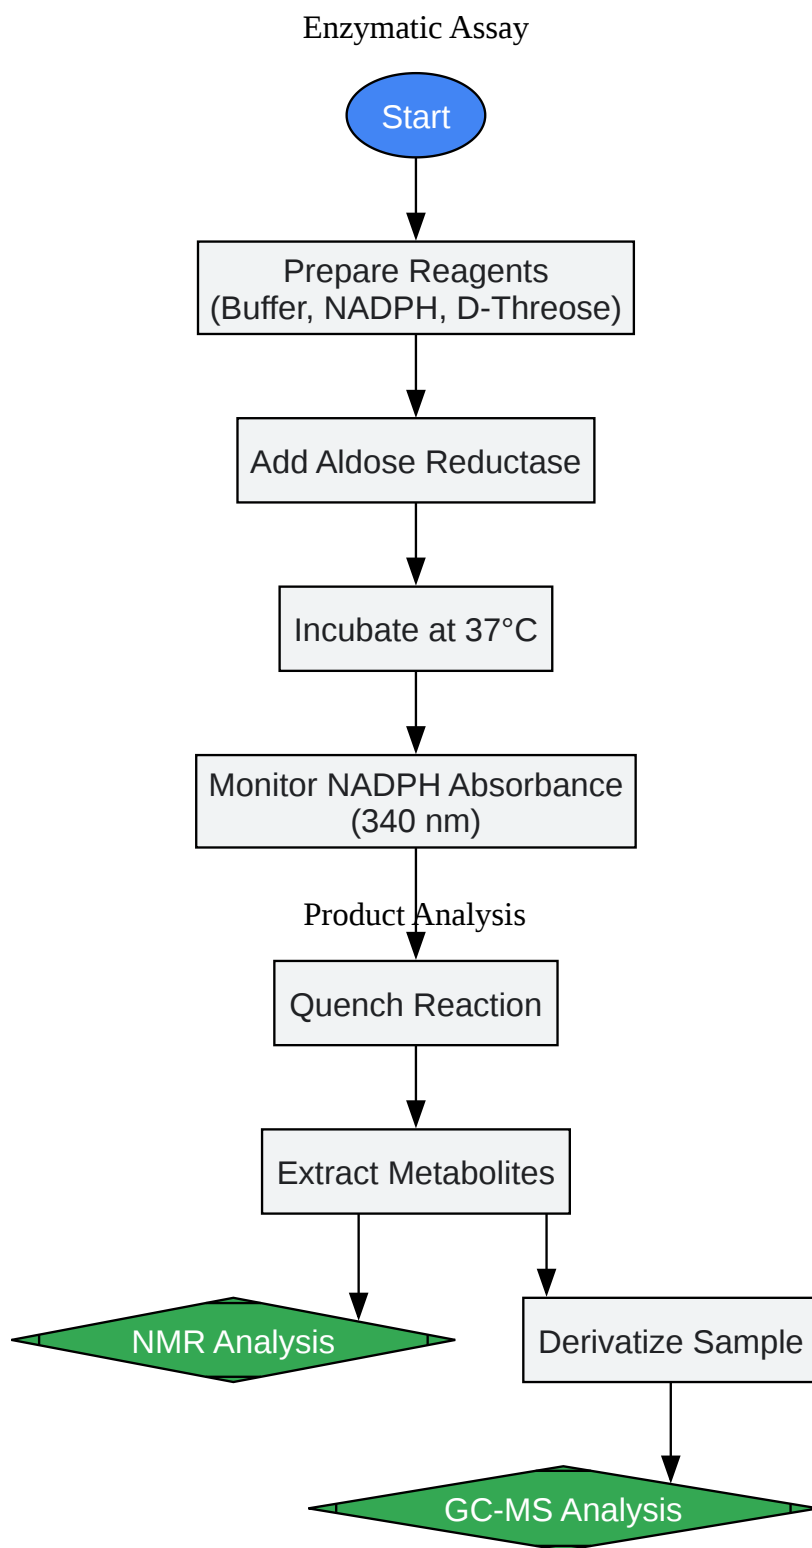 Enzymatic Assay
Start
Prepare Reagents
(Buffer, NADPH, D-Threose)
Add Aldose Reductase
Incubate at 37°C
Monitor NADPH Absorbance
(340 nm)
Product Analysis
Quench Reaction
Extract Metabolites
NMR Analysis
Derivatize Sample
GC-MS Analysis